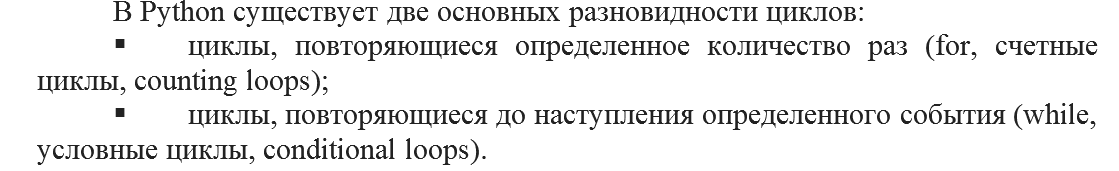 В Python существует две основных разновидности циклов:
▪ циклы, повторяющиеся определенное количество раз (for, счетные
циклы, counting loops);
▪ циклы, повторяющиеся до наступления определенного события (while,
условные циклы, conditional loops).